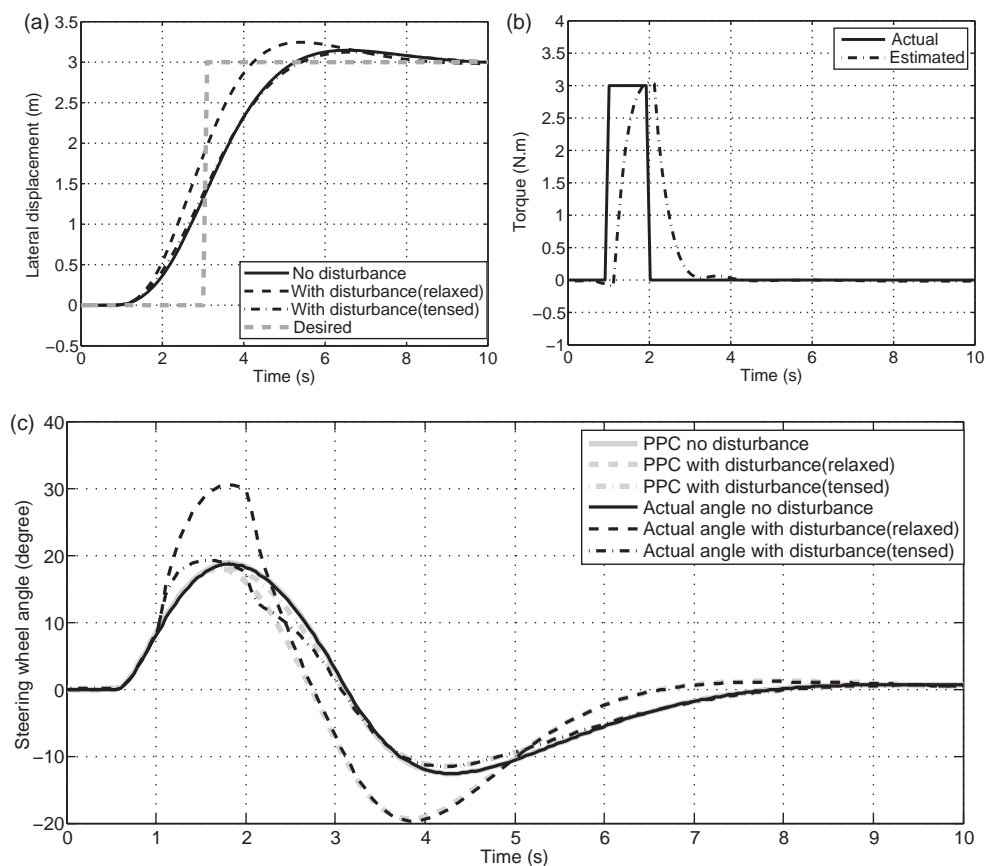 (a)
3.5
3
2.5
2
1.5
1
0.5
0
−0.5
Lateral displacement (m)
No disturbance
With disturbance(relaxed)
With disturbance(tensed)
Desired
0 2 4 6 8 10
Time (s)
(b)
4
3.5
3
2.5
2
1.5
1
0.5
0
−0.5
−1
Torque (N.m)
Actual
Estimated
0 2 4 6 8 10
Time (s)
(c)
40
30
20
10
0
−10
−20
Steering wheel angle (degree)
PPC no disturbance
PPC with disturbance(relaxed)
PPC with disturbance(tensed)
Actual angle no disturbance
Actual angle with disturbance(relaxed)
Actual angle with disturbance(tensed)
0 1 2 3 4 5 6 7 8 9 10
Time (s)